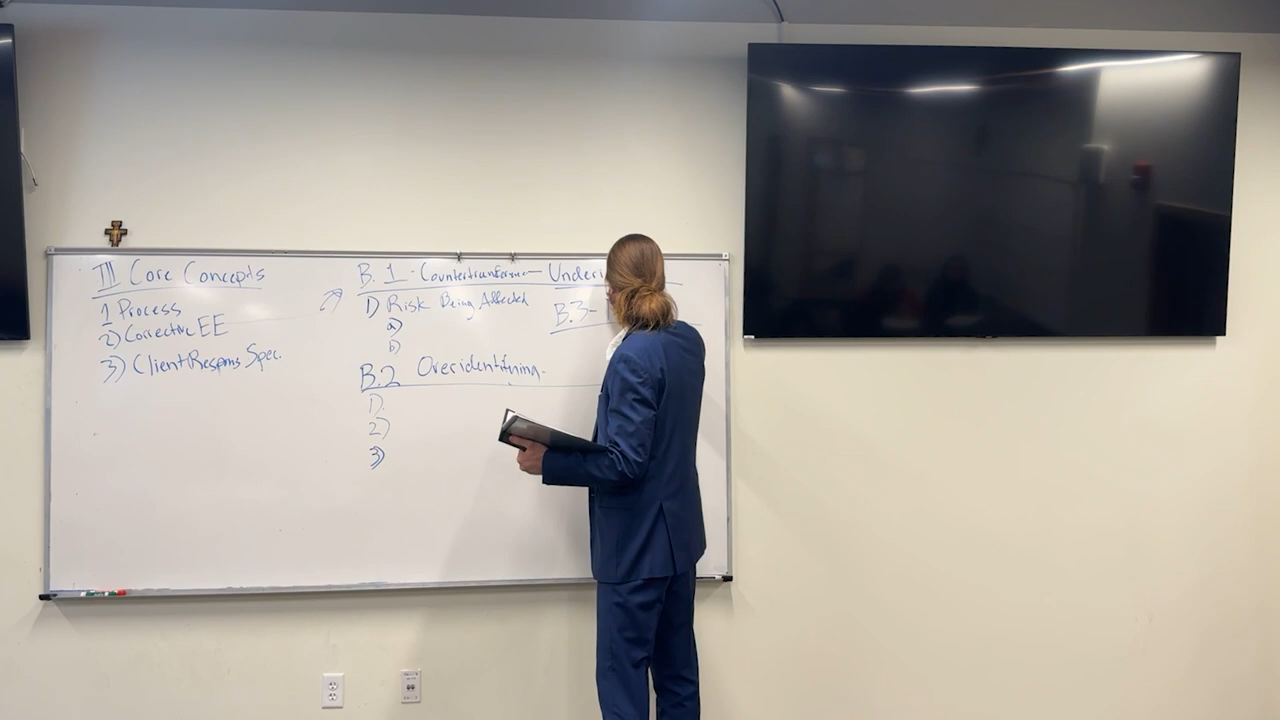 III Core Concepts
1 Process
2) Corrective EE
3) Client Respons Spec.
B.1 - Countertransference - Underi
1) Risk Being Affected
a)
b)
B.2 Overidentifying.
1).
2)
3)
B.3-